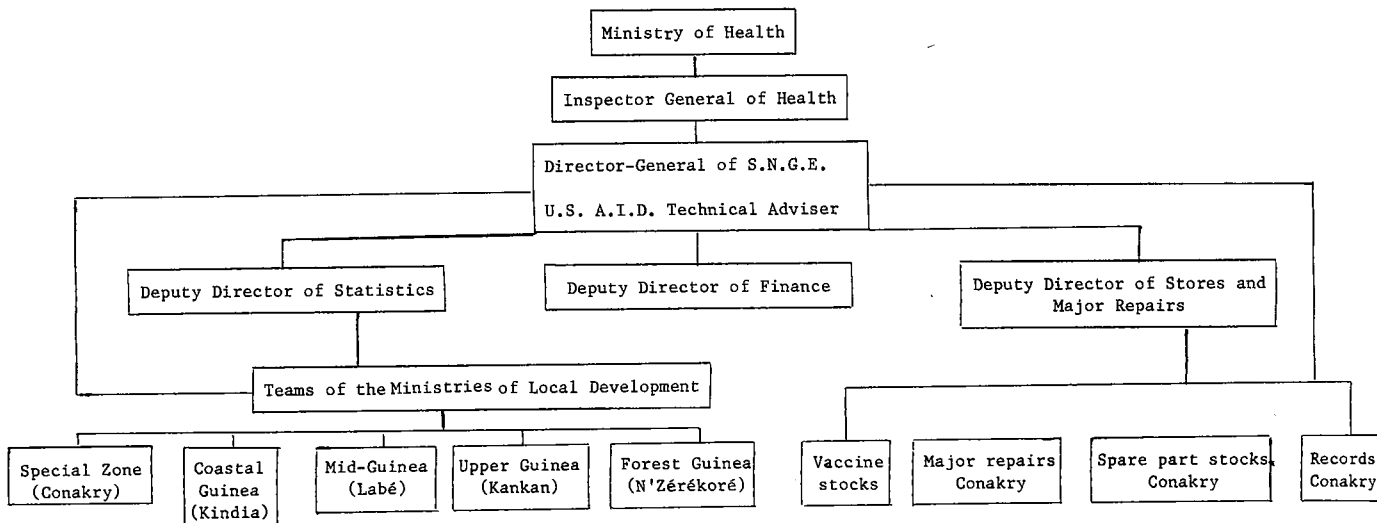 Ministry of Health
Inspector General of Health
Director-General of S.N.G.E.
U.S. A.I.D. Technical Adviser
Deputy Director of Statistics
Deputy Director of Finance
Deputy Director of Stores and
Major Repairs
Teams of the Ministries of Local Development
Special Zone
(Conakry)
Coastal
Guinea
(Kindia)
Mid-Guinea
(Labé)
Upper Guinea
(Kankan)
Forest Guinea
(N'Zérékoré)
Vaccine
stocks
Major repairs
Conakry
Spare part stocks
Conakry
Records
Conakry